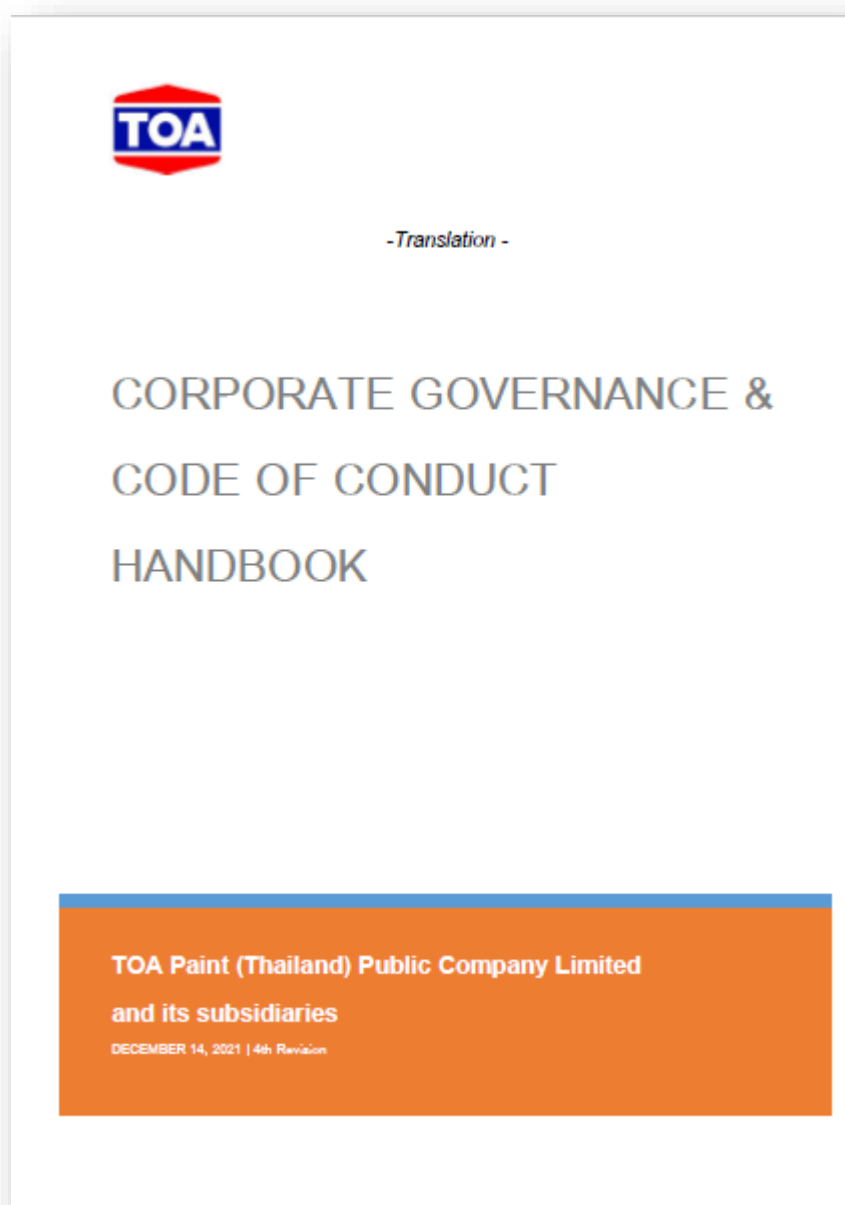 TOA
-Translation -
CORPORATE GOVERNANCE &
CODE OF CONDUCT
HANDBOOK
TOA Paint (Thailand) Public Company Limited
and its subsidiaries
DECEMBER 14, 2021 | 4th Revision